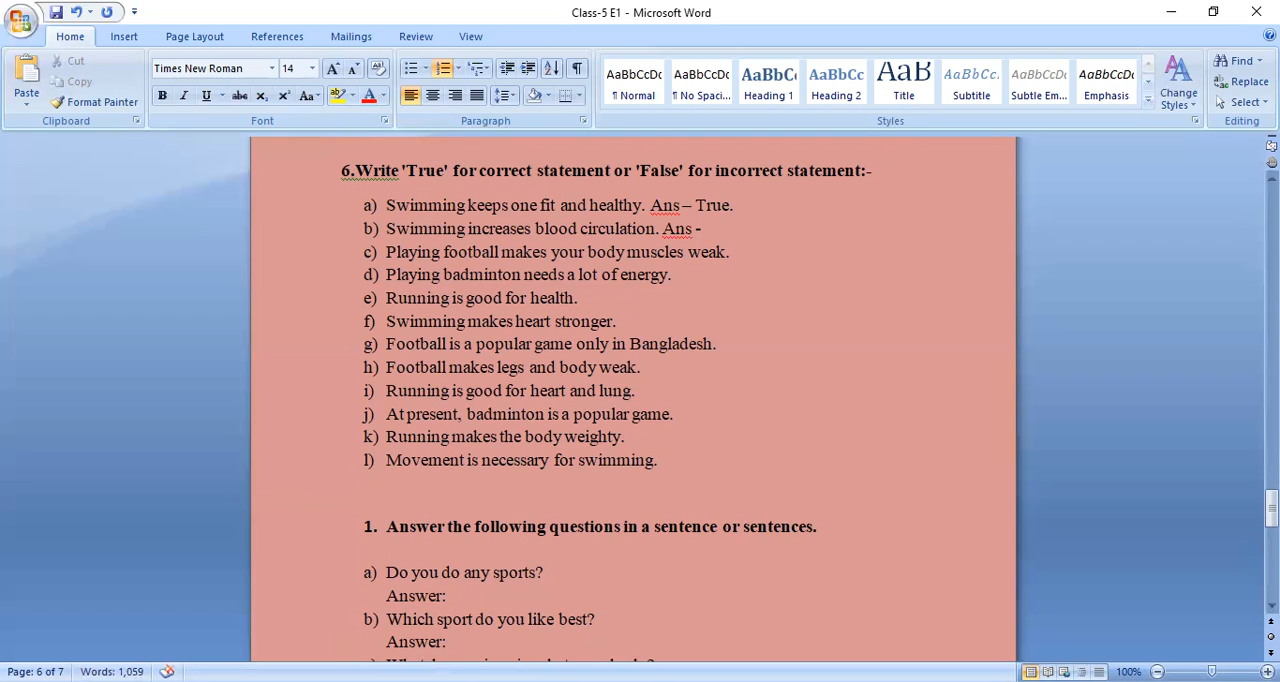 Class-5 E1 - Microsoft Word
Home Insert Page Layout References Mailings Review View
Paste
Cut
Copy
Format Painter
Clipboard
Times New Roman 14
Font
Paragraph
AaBbCcDc AaBbCcDc AaBbC AaBbCc AaB AaBbCc. AaBbCcDc AaBbCcDc
¶ Normal ¶ No Spaci... Heading 1 Heading 2 Title Subtitle Subtle Em... Emphasis
Change Styles
Styles
Find
Replace
Select
Editing
6.Write 'True' for correct statement or 'False' for incorrect statement:-
a) Swimming keeps one fit and healthy. Ans – True.
b) Swimming increases blood circulation. Ans -
c) Playing football makes your body muscles weak.
d) Playing badminton needs a lot of energy.
e) Running is good for health.
f) Swimming makes heart stronger.
g) Football is a popular game only in Bangladesh.
h) Football makes legs and body weak.
i) Running is good for heart and lung.
j) At present, badminton is a popular game.
k) Running makes the body weighty.
l) Movement is necessary for swimming.
1. Answer the following questions in a sentence or sentences.
a) Do you do any sports?
Answer:
b) Which sport do you like best?
Answer:
Page: 6 of 7 Words: 1,059 100%